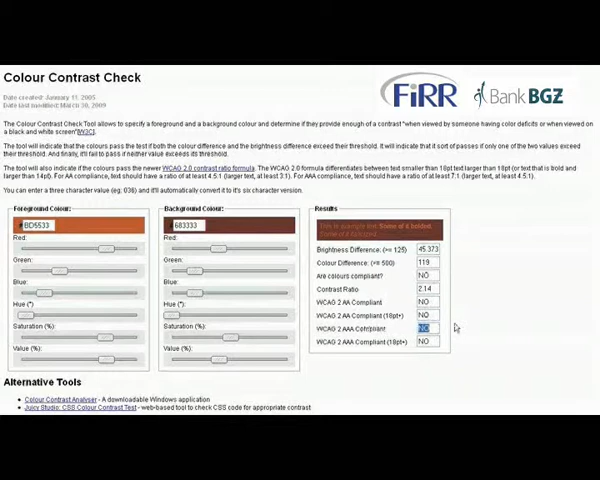 Colour Contrast Check
FiRR
Bank BGZ
Date created: January 11, 2005
Date last modified: March 30, 2009
The Colour Contrast Check Tool allows to specify a foreground and a background colour and determine if they provide enough of a contrast "when viewed by someone having color deficits or when viewed on
a black and white screen"[W3C].
The tool will indicate that the colours pass the test if both the colour difference and the brightness difference exceed their threshold. It will indicate that it sort of passes if only one of the two values exceed
their threshold. And finally, it'll fail to pass if neither value exceeds its threshold.
The tool will also indicate if the colours pass the newer WCAG 2.0 contrast ratio formula. The WCAG 2.0 formula differentiates between text smaller than 18pt text larger than 18pt (or text that is bold and
larger than 14pt). For AA compliance, text should have a ratio of at least 4.5:1 (larger text, at least 3:1). For AAA compliance, text should have a ratio of at least 7:1 (larger text, at least 4.5:1).
You can enter a three character value (eg: 036) and it'll automatically convert it to it's six character version.
Foreground Colour:
# BD5533
Red:
Green:
Blue:
Hue (°)
Saturation (%):
Value (%):
Background Colour:
# 683333
Red:
Green:
Blue:
Hue (°):
Saturation (%):
Value (%):
Results
This is example text. Some of it bolded.
Some of it italicized.
Brightness Difference: (>= 125) 45.373
Colour Difference: (>= 500) 119
Are colours compliant? NO
Contrast Ratio 2.14
WCAG 2 AA Compliant NO
WCAG 2 AA Compliant (18pt+) NO
WCAG 2 AAA Compliant NO
WCAG 2 AAA Compliant (18pt+) NO
Alternative Tools
Colour Contrast Analyser - A downloadable Windows application
Juicy Studio: CSS Colour Contrast Test - web-based tool to check CSS code for appropriate contrast